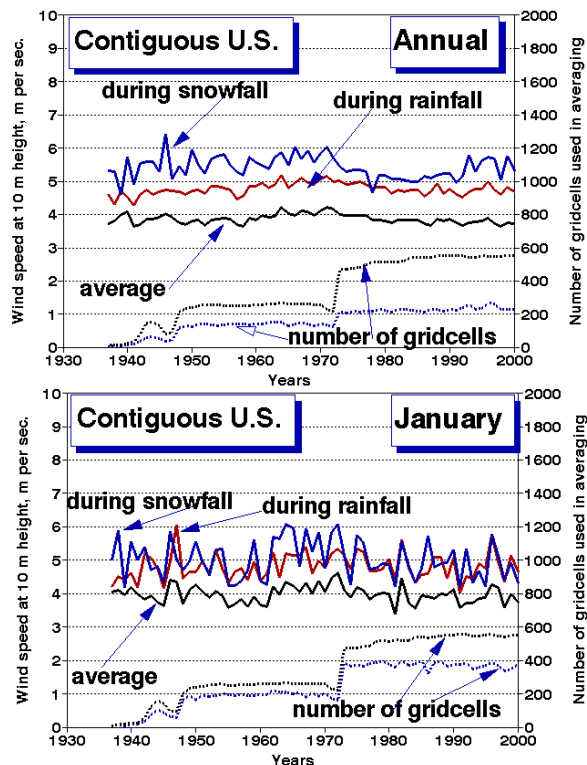 Contiguous U.S.
Annual
during snowfall
during rainfall
average
number of gridcells
Wind speed at 10 m height, m per sec.
Number of gridcells used in averaging
10
9
8
7
6
5
4
3
2
1
0
2000
1800
1600
1400
1200
1000
800
600
400
200
0
1930 1940 1950 1960 1970 1980 1990 2000
Years
Contiguous U.S.
January
during snowfall
during rainfall
average
number of gridcells
Wind speed at 10 m height, m per sec.
Number of gridcells used in averaging
10
9
8
7
6
5
4
3
2
1
0
2000
1800
1600
1400
1200
1000
800
600
400
200
0
1930 1940 1950 1960 1970 1980 1990 2000
Years